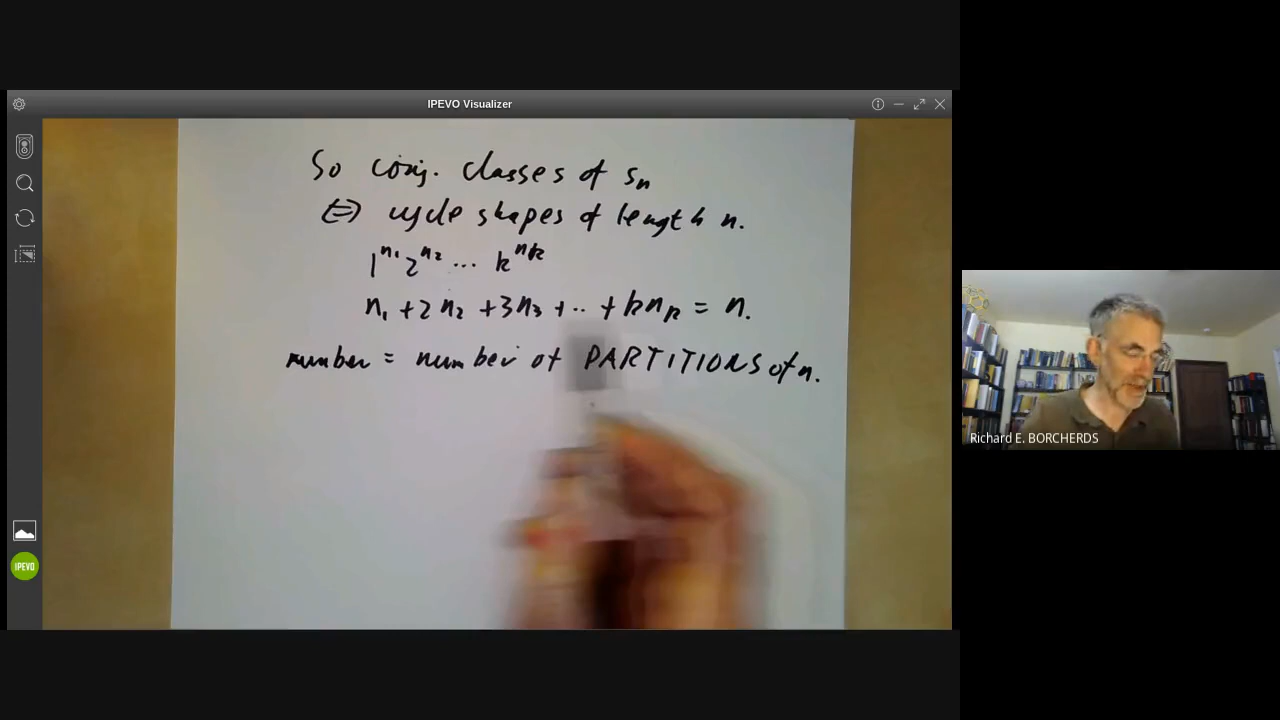 IPEVO Visualizer
So conj. classes of Sn
⇔ cycle shapes of length n.
1^n₁ 2^n₂ ... k^nk
n₁ + 2n₂ + 3n₃ + .. + knk = n.
number = number of PARTITIONS of n.
Richard E. BORCHERDS
IPEVO